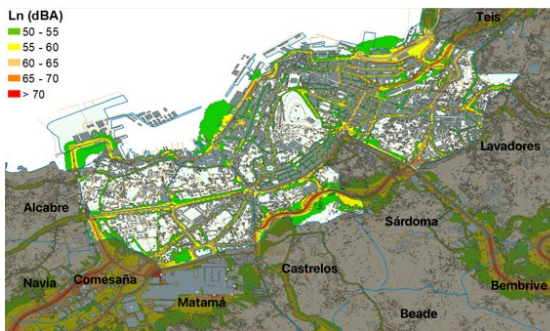 Ln (dBA)
50 - 55
55 - 60
60 - 65
65 - 70
> 70
Teis
Lavadores
Alcabre
Sárdoma
Navia
Comesaña
Castrelos
Bembrive
Matamá
Beade